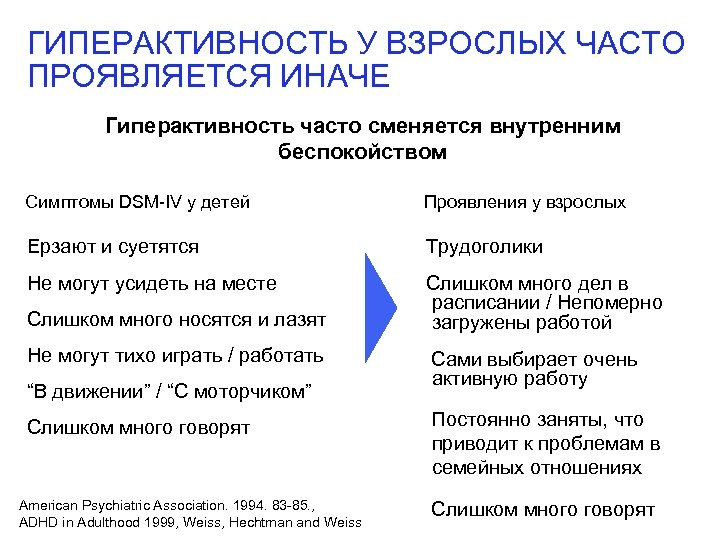 ГИПЕРАКТИВНОСТЬ У ВЗРОСЛЫХ ЧАСТО
ПРОЯВЛЯЕТСЯ ИНАЧЕ
Гиперактивность часто сменяется внутренним
беспокойством
Симптомы DSM-IV у детей
Ерзают и суетятся
Не могут усидеть на месте
Слишком много носятся и лазят
Не могут тихо играть / работать
“В движении” / “С моторчиком”
Слишком много говорят
Проявления у взрослых
Трудоголики
Слишком много дел в
расписании / Непомерно
загружены работой
Сами выбирает очень
активную работу
Постоянно заняты, что
приводит к проблемам в
семейных отношениях
Слишком много говорят
American Psychiatric Association. 1994. 83-85. ,
ADHD in Adulthood 1999, Weiss, Hechtman and Weiss